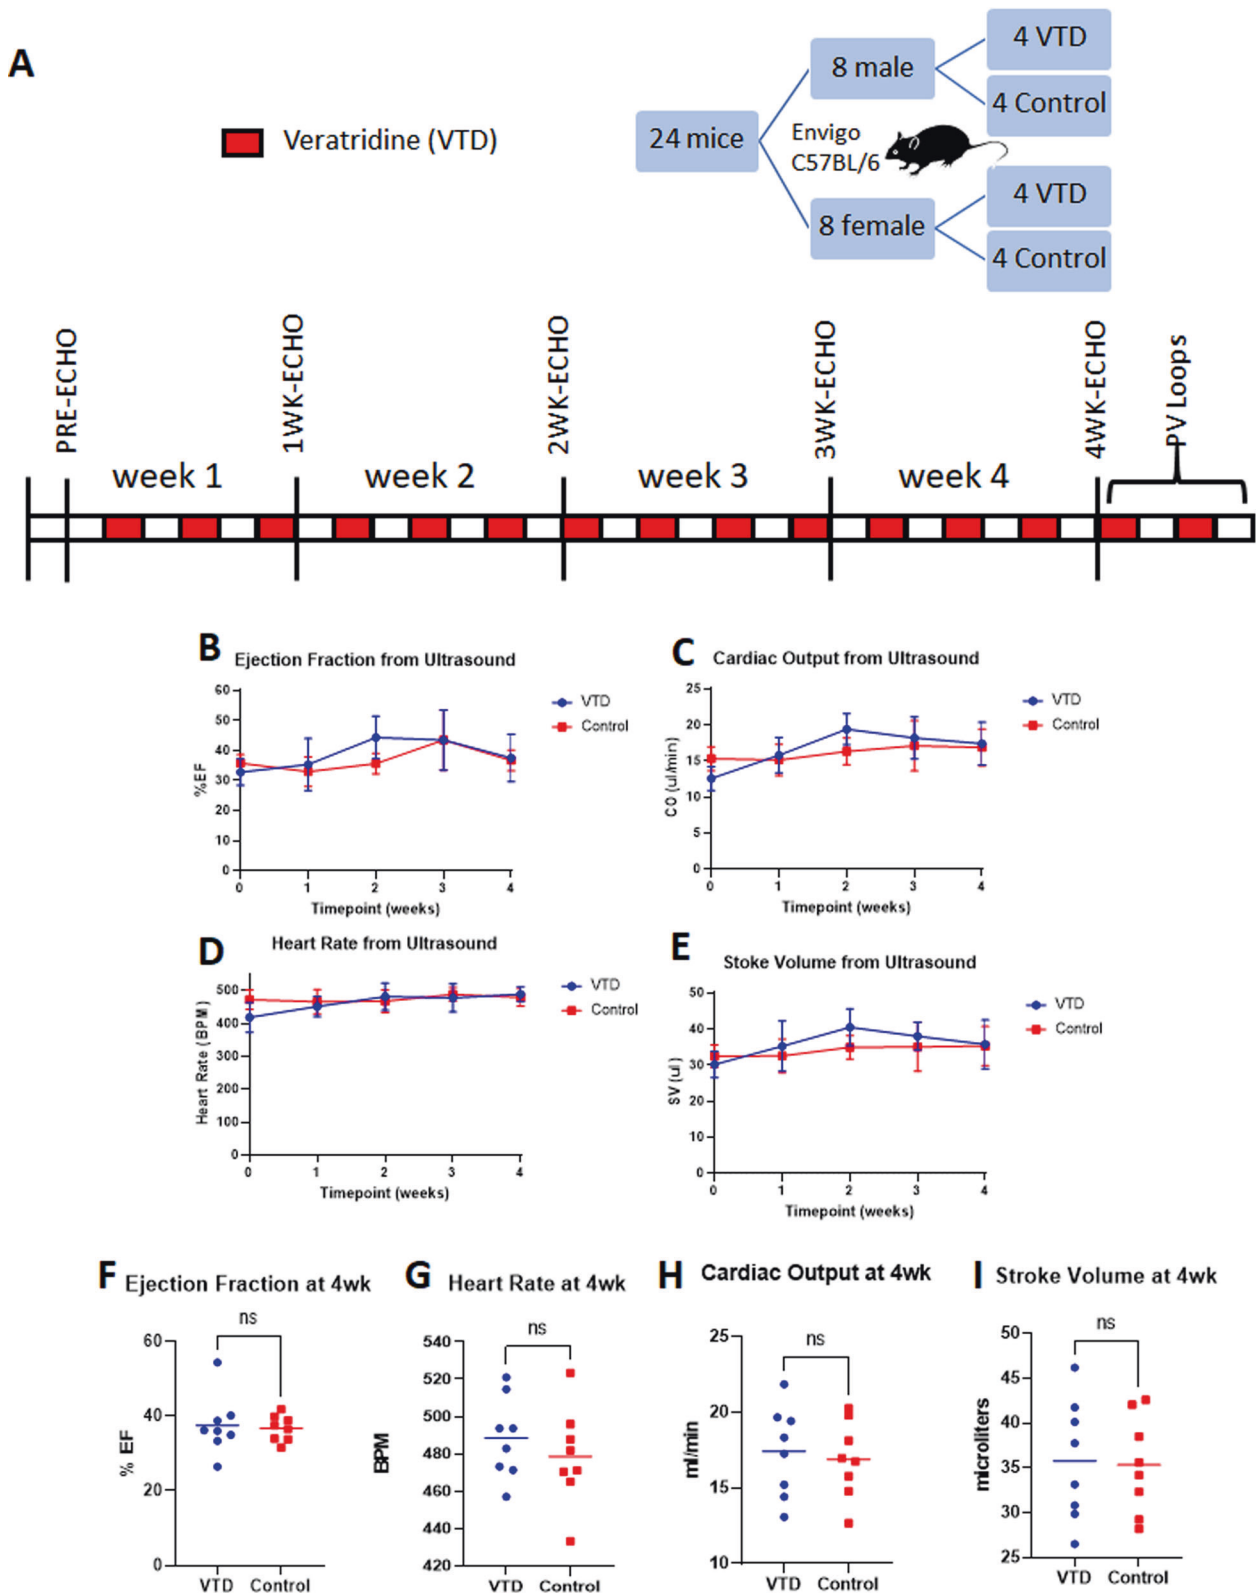 A
Veratridine (VTD)
24 mice
8 male
8 female
Envigo
C57BL/6
4 VTD
4 Control
4 VTD
4 Control
PRE-ECHO
1WK-ECHO
2WK-ECHO
3WK-ECHO
4WK-ECHO
PV Loops
week 1
week 2
week 3
week 4
B
Ejection Fraction from Ultrasound
%EF
60
50
40
30
20
10
0
0 1 2 3 4
Timepoint (weeks)
VTD
Control
C
Cardiac Output from Ultrasound
CO (ul/min)
25
20
15
10
5
0
0 1 2 3 4
Timepoint (weeks)
VTD
Control
D
Heart Rate from Ultrasound
Heart Rate (BPM)
500
400
300
200
100
0
0 1 2 3 4
Timepoint (weeks)
VTD
Control
E
Stoke Volume from Ultrasound
SV (ul)
50
40
30
20
10
0
0 1 2 3 4
Timepoint (weeks)
VTD
Control
F
Ejection Fraction at 4wk
ns
% EF
60
40
20
0
VTD Control
G
Heart Rate at 4wk
ns
BPM
540
520
500
480
460
440
420
VTD Control
H
Cardiac Output at 4wk
ns
ml/min
25
20
15
10
VTD Control
I
Stroke Volume at 4wk
ns
microliters
50
45
40
35
30
25
VTD Control